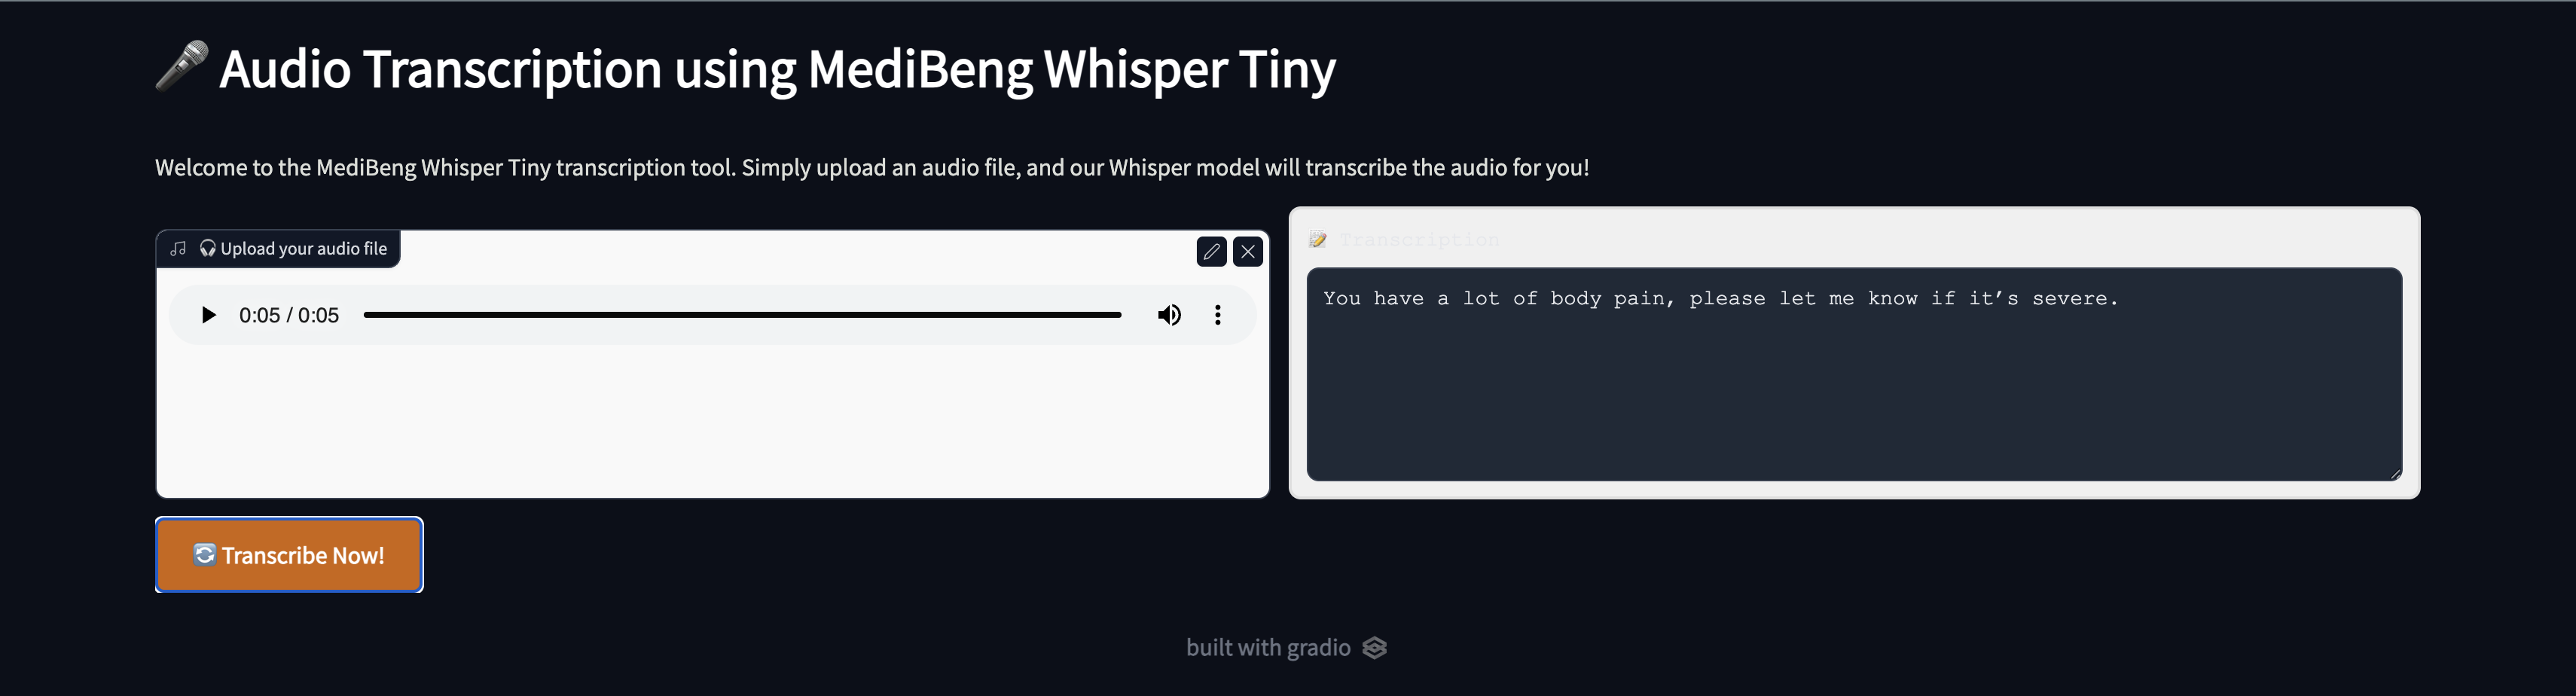 🎤 Audio Transcription using MediBeng Whisper Tiny
Welcome to the MediBeng Whisper Tiny transcription tool. Simply upload an audio file, and our Whisper model will transcribe the audio for you!
🎧 Upload your audio file
0:05 / 0:05
📝 Transcription
You have a lot of body pain, please let me know if it’s severe.
🔄 Transcribe Now!
built with gradio